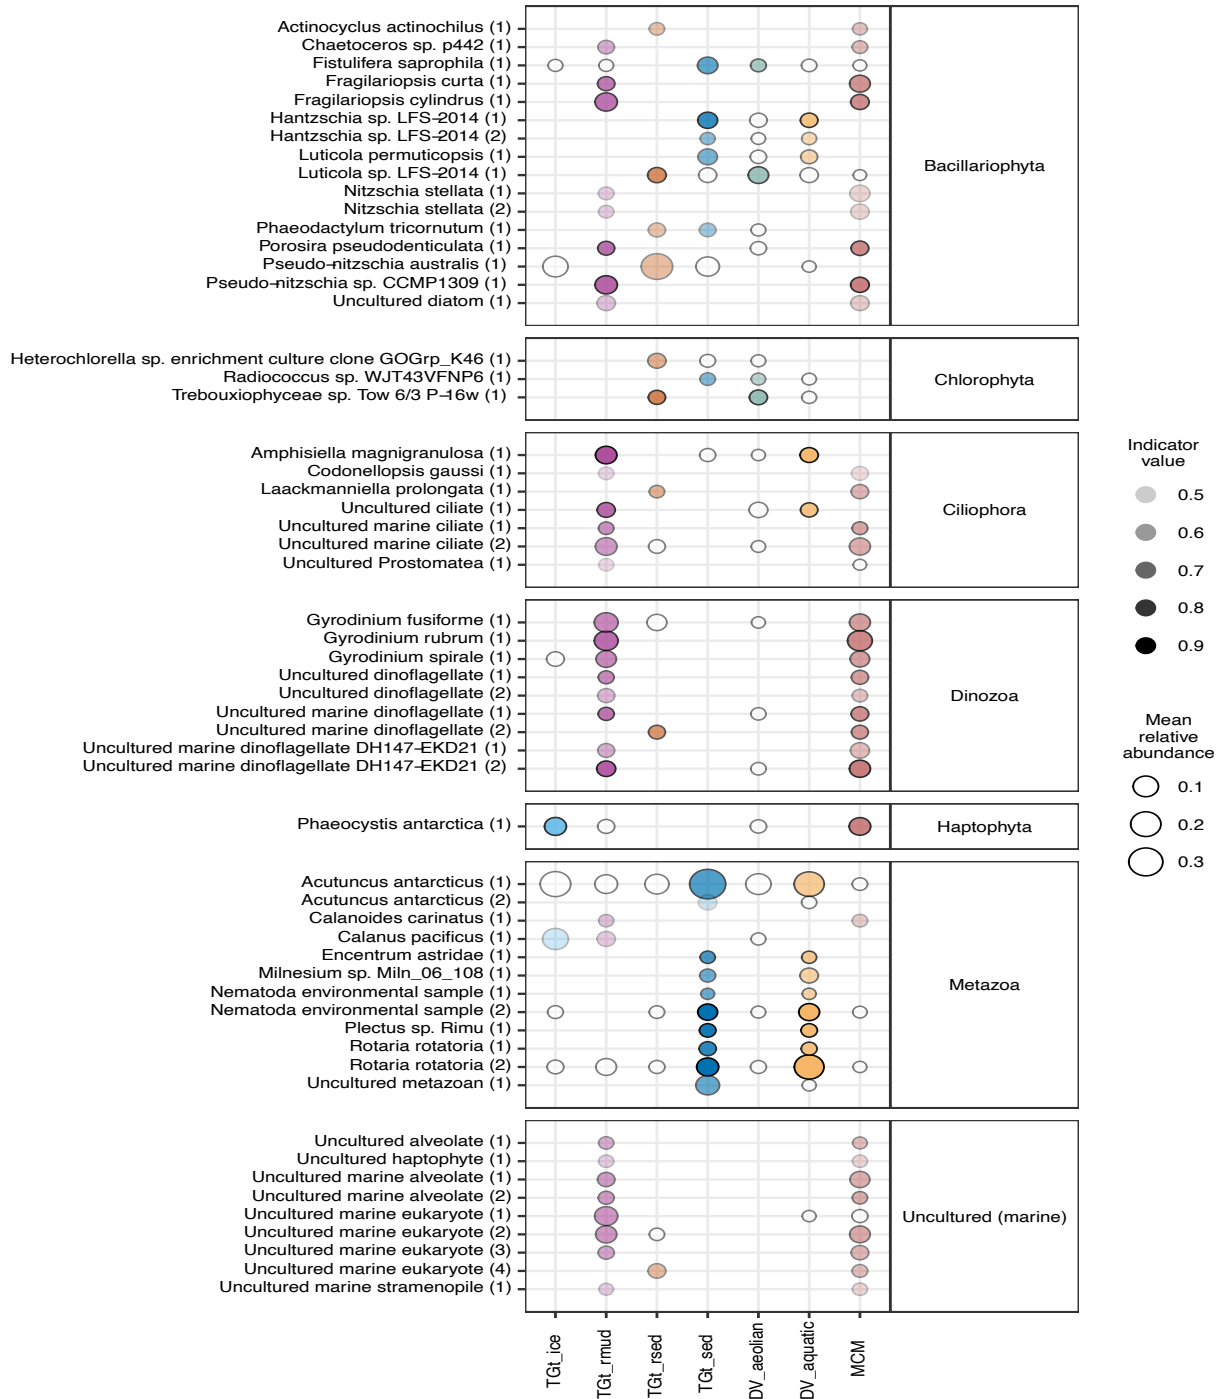 Actinocyclus actinochilus (1)
Chaetoceros sp. p442 (1)
Fistulifera saprophila (1)
Fragilariopsis curta (1)
Fragilariopsis cylindrus (1)
Hantzschia sp. LFS-2014 (1)
Hantzschia sp. LFS-2014 (2)
Luticola permuticopsis (1)
Luticola sp. LFS-2014 (1)
Nitzschia stellata (1)
Nitzschia stellata (2)
Phaeodactylum tricornutum (1)
Porosira pseudodenticulata (1)
Pseudo-nitzschia australis (1)
Pseudo-nitzschia sp. CCMP1309 (1)
Uncultured diatom (1)
Bacillariophyta
Heterochlorella sp. enrichment culture clone GOGrp_K46 (1)
Radiococcus sp. WJT43VFNP6 (1)
Trebouxiophyceae sp. Tow 6/3 P-16w (1)
Chlorophyta
Amphisiella magnigranulosa (1)
Codonellopsis gaussi (1)
Laackmanniella prolongata (1)
Uncultured ciliate (1)
Uncultured marine ciliate (1)
Uncultured marine ciliate (2)
Uncultured Prostomatea (1)
Ciliophora
Gyrodinium fusiforme (1)
Gyrodinium rubrum (1)
Gyrodinium spirale (1)
Uncultured dinoflagellate (1)
Uncultured dinoflagellate (2)
Uncultured marine dinoflagellate (1)
Uncultured marine dinoflagellate (2)
Uncultured marine dinoflagellate DH147-EKD21 (1)
Uncultured marine dinoflagellate DH147-EKD21 (2)
Dinozoa
Phaeocystis antarctica (1)
Haptophyta
Acutuncus antarcticus (1)
Acutuncus antarcticus (2)
Calanoides carinatus (1)
Calanus pacificus (1)
Encentrum astridae (1)
Milnesium sp. Miln_06_108 (1)
Nematoda environmental sample (1)
Nematoda environmental sample (2)
Plectus sp. Rimu (1)
Rotaria rotatoria (1)
Rotaria rotatoria (2)
Uncultured metazoan (1)
Metazoa
Uncultured alveolate (1)
Uncultured haptophyte (1)
Uncultured marine alveolate (1)
Uncultured marine alveolate (2)
Uncultured marine eukaryote (1)
Uncultured marine eukaryote (2)
Uncultured marine eukaryote (3)
Uncultured marine eukaryote (4)
Uncultured marine stramenopile (1)
Uncultured (marine)
TGt_ice
TGt_rmud
TGt_rsed
TGt_sed
DV_aeolian
DV_aquatic
MCM
Indicator
value
0.5
0.6
0.7
0.8
0.9
Mean
relative
abundance
0.1
0.2
0.3